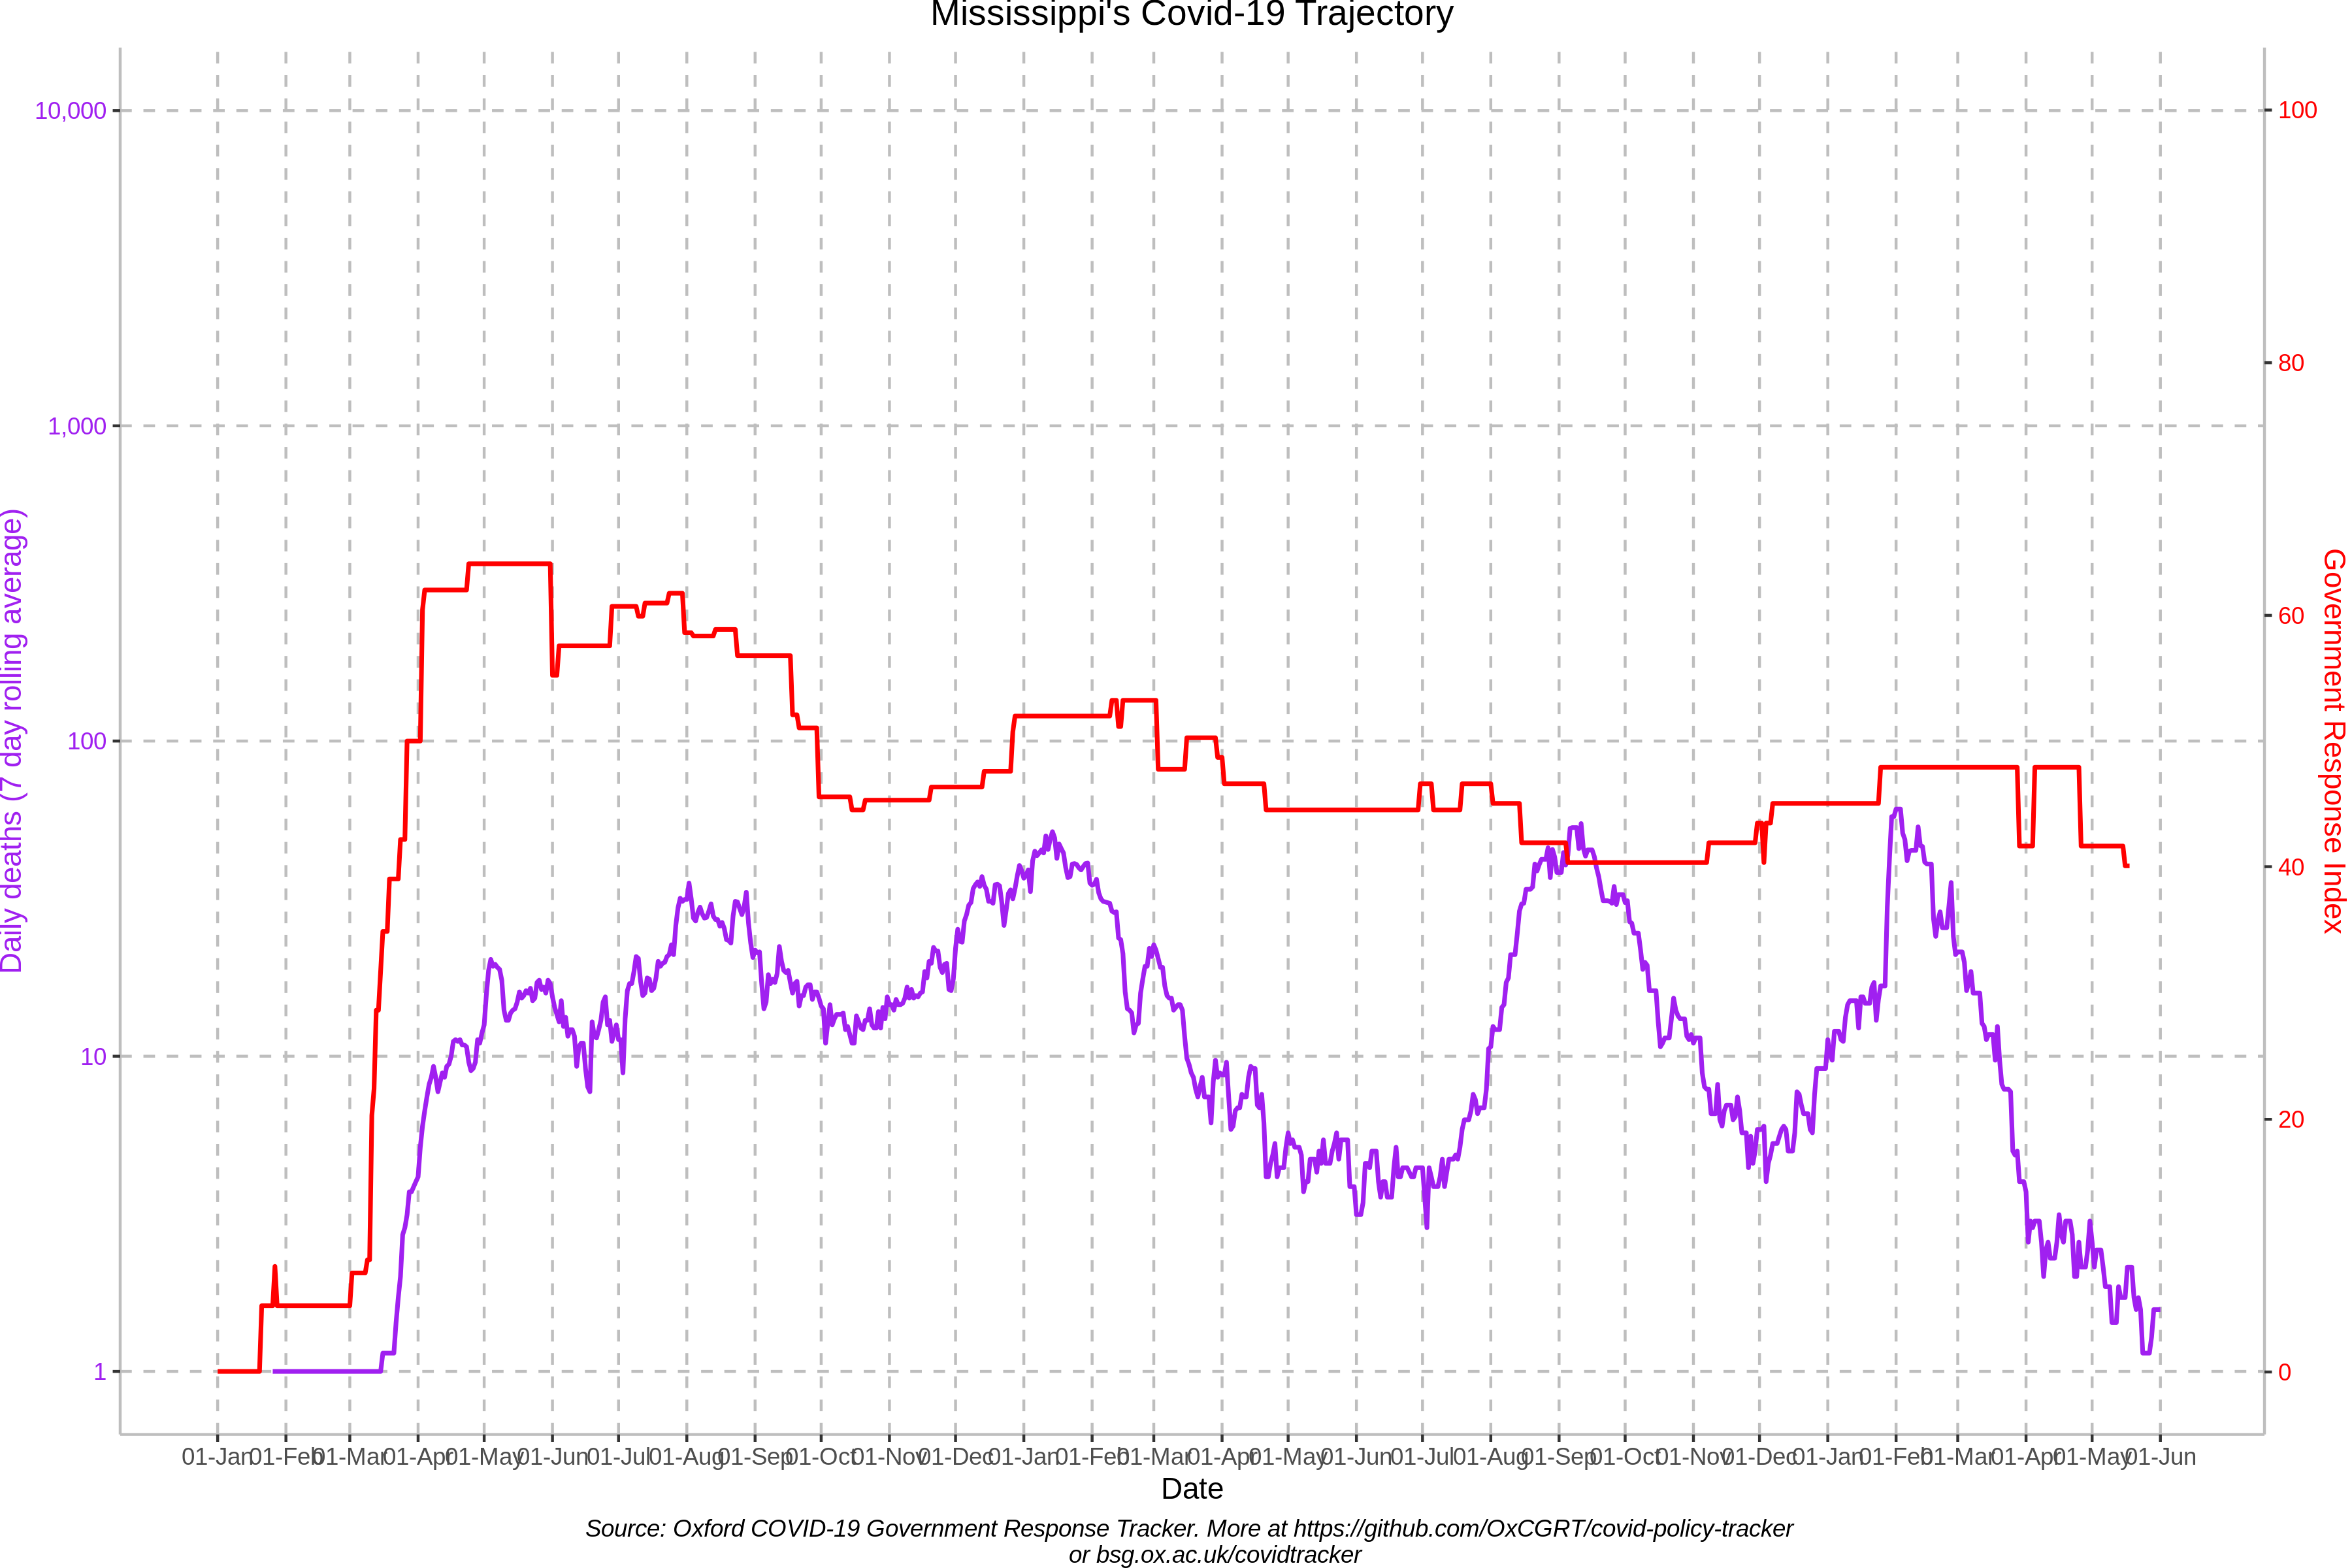 Mississippi's Covid-19 Trajectory
10,000
1,000
100
10
1
Daily deaths (7 day rolling average)
100
80
60
40
20
0
Government Response Index
01-Jan 01-Feb 01-Mar 01-Apr 01-May 01-Jun 01-Jul 01-Aug 01-Sep 01-Oct 01-Nov 01-Dec 01-Jan 01-Feb 01-Mar 01-Apr 01-May 01-Jun 01-Jul 01-Aug 01-Sep 01-Oct 01-Nov 01-Dec 01-Jan 01-Feb 01-Mar 01-Apr 01-May 01-Jun
Date
Source: Oxford COVID-19 Government Response Tracker. More at https://github.com/OxCGRT/covid-policy-tracker
or bsg.ox.ac.uk/covidtracker